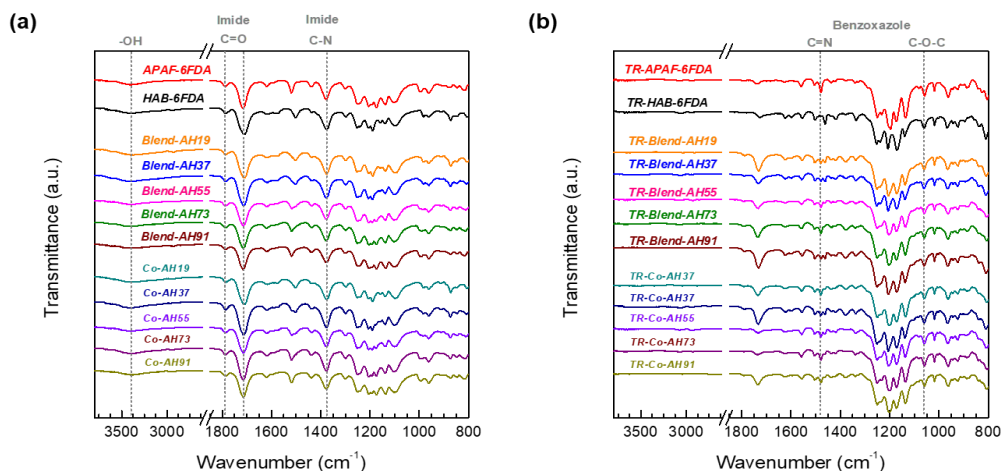 (a)
Imide
Imide
-OH
C=O
C-N
APAF-6FDA
HAB-6FDA
Blend-AH19
Blend-AH37
Blend-AH55
Blend-AH73
Blend-AH91
Co-AH19
Co-AH37
Co-AH55
Co-AH73
Co-AH91
Transmittance (a.u.)
3500
3000
1800
1600
1400
1200
1000
800
Wavenumber (cm⁻¹)
(b)
Benzoxazole
C=N
C-O-C
TR-APAF-6FDA
TR-HAB-6FDA
TR-Blend-AH19
TR-Blend-AH37
TR-Blend-AH55
TR-Blend-AH73
TR-Blend-AH91
TR-Co-AH37
TR-Co-AH37
TR-Co-AH55
TR-Co-AH73
TR-Co-AH91
Transmittance (a.u.)
3500
3000
1800
1600
1400
1200
1000
800
Wavenumber (cm⁻¹)